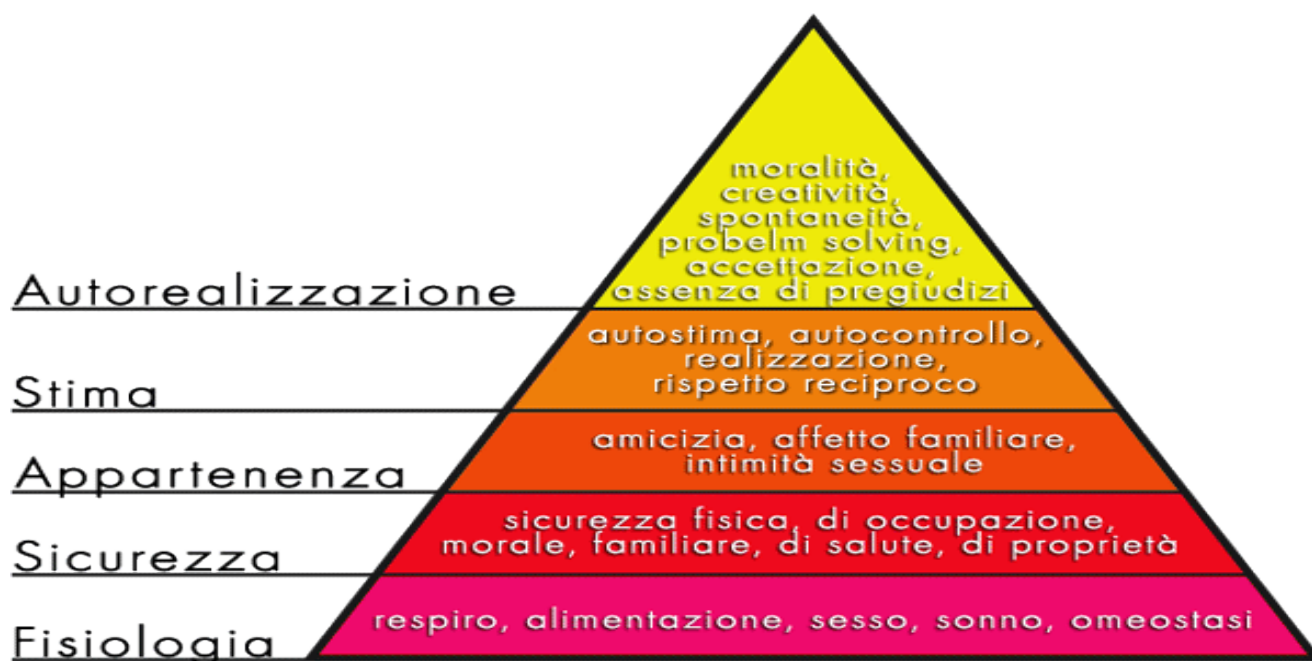 moralità,
creatività,
spontaneità,
probelm solving,
accettazione,
assenza di pregiudizi
Autorealizzazione
autostima, autocontrollo,
realizzazione,
rispetto reciproco
Stima
amicizia, affetto familiare,
intimità sessuale
Appartenenza
sicurezza fisica, di occupazione,
morale, familiare, di salute, di proprietà
Sicurezza
respiro, alimentazione, sesso, sonno, omeostasi
Fisiologia